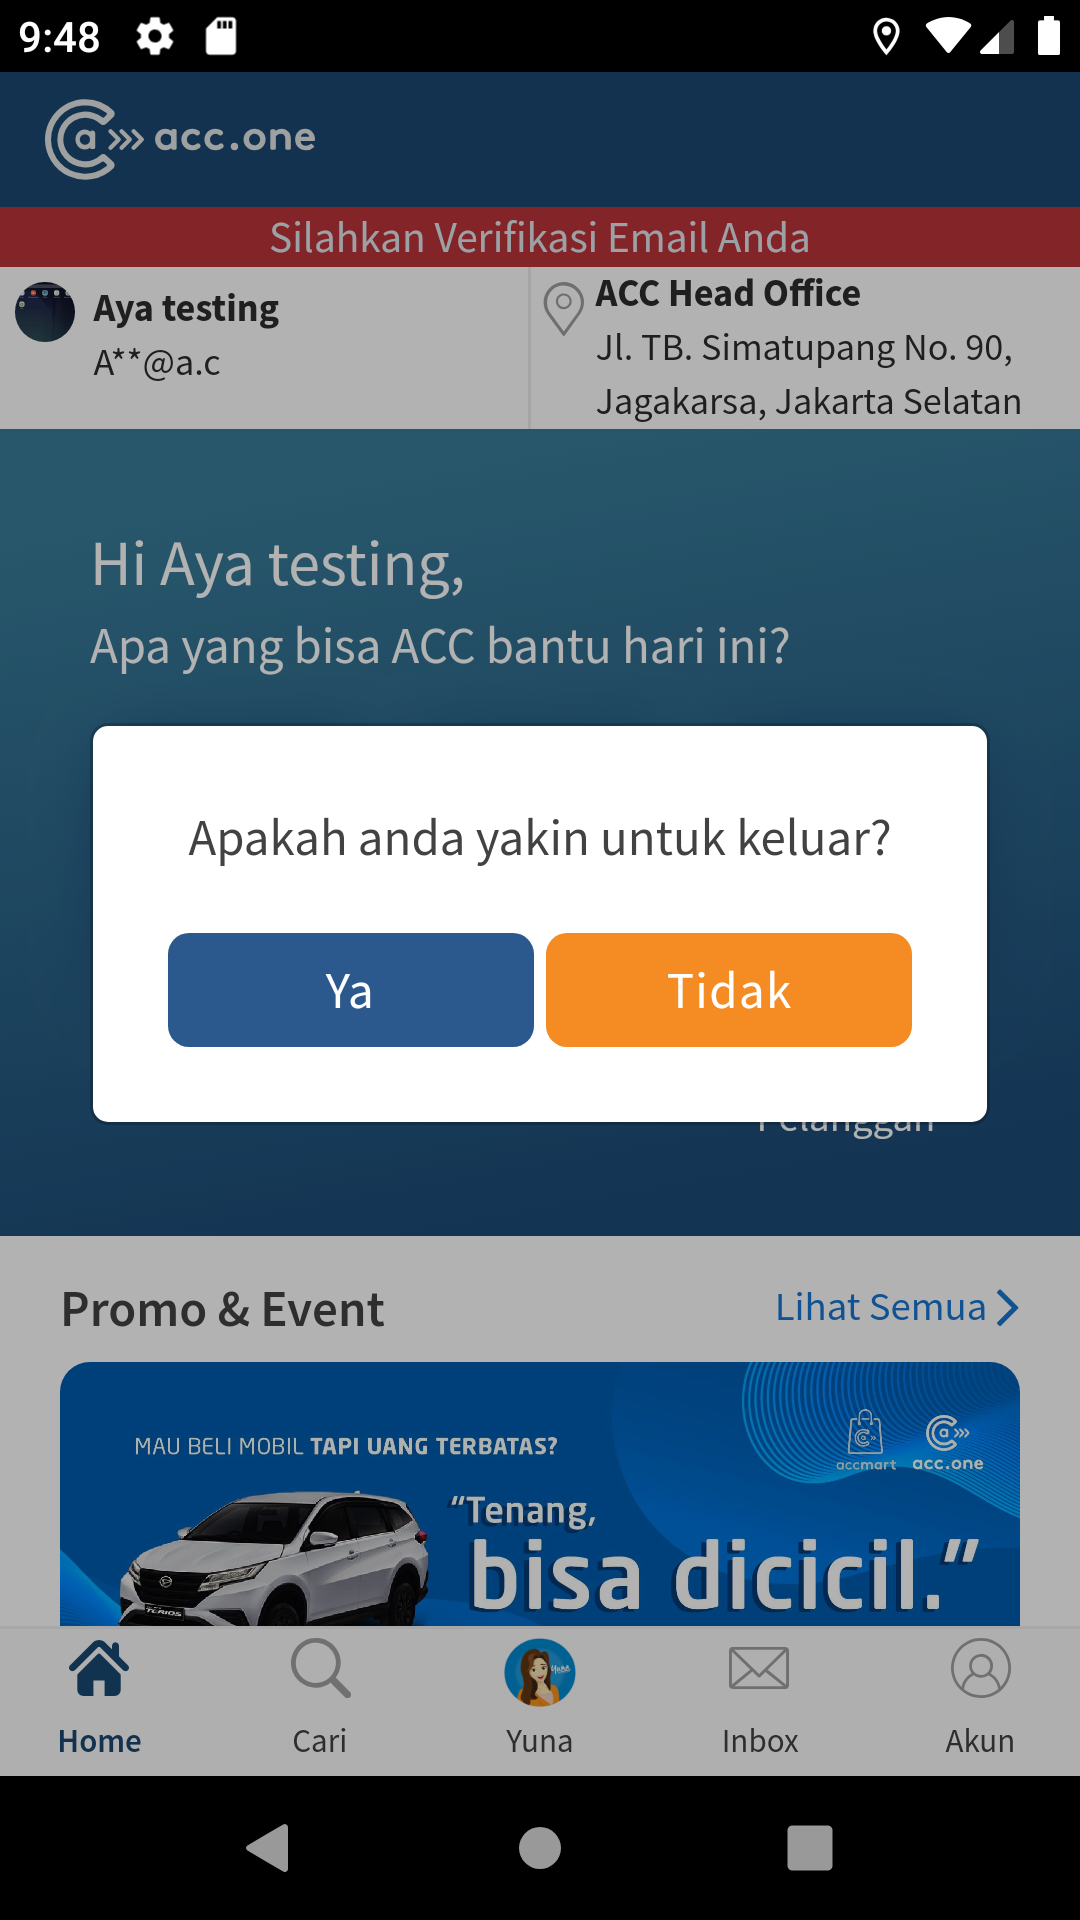 9:48
acc.one
Silahkan Verifikasi Email Anda
Aya testing
A**@a.c
ACC Head Office
Jl. TB. Simatupang No. 90,
Jagakarsa, Jakarta Selatan
Hi Aya testing,
Apa yang bisa ACC bantu hari ini?
Apakah anda yakin untuk keluar?
Ya
Tidak
Pelanggan
Promo & Event
Lihat Semua
MAU BELI MOBIL TAPI UANG TERBATAS?
accmart
acc.one
“Tenang,
bisa dicicil.”
TERIOS
Home
Cari
Yuna
Inbox
Akun